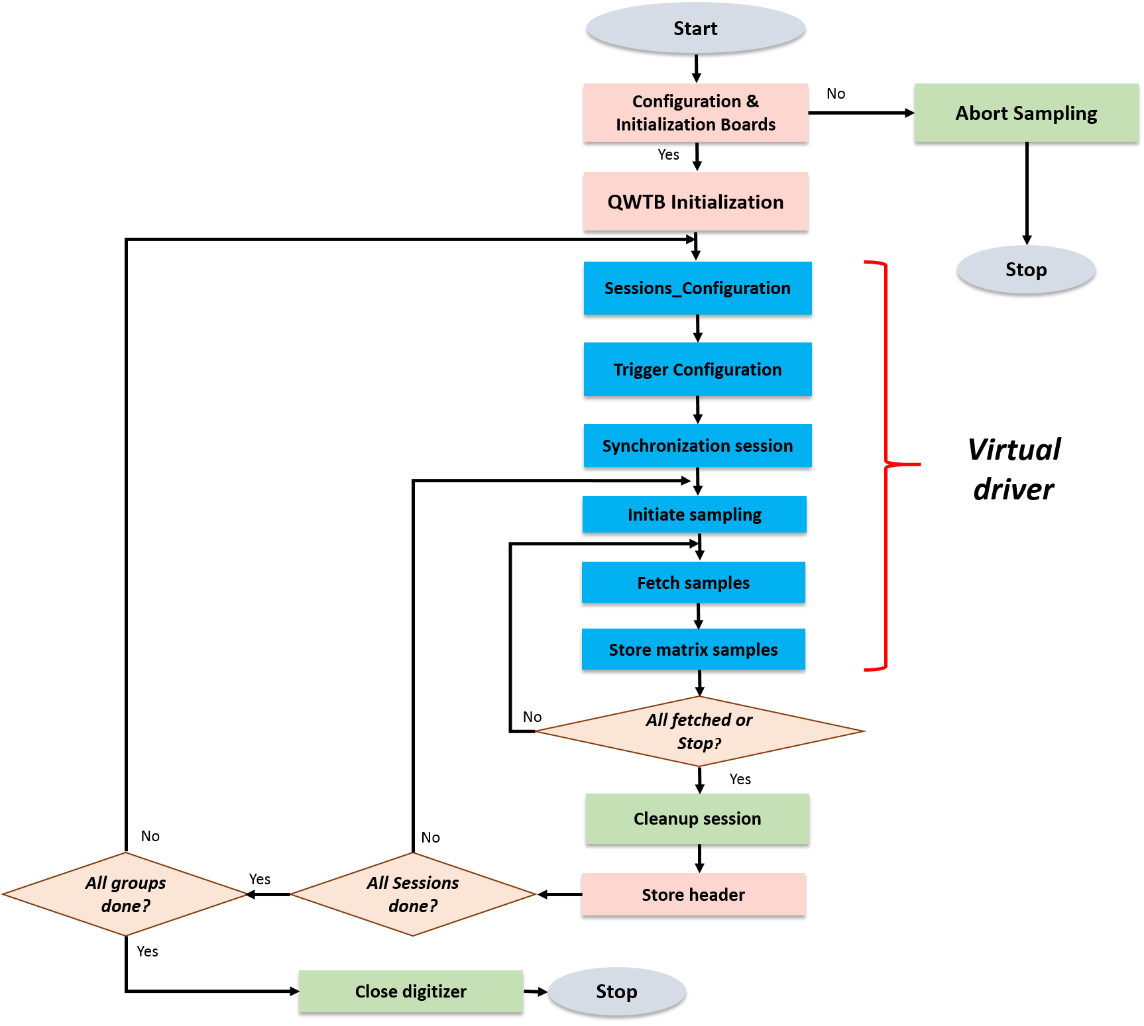 Start
Configuration &
Initialization Boards
No
Abort Sampling
Yes
QWTB Initialization
Stop
Sessions_Configuration
Trigger Configuration
Synchronization session
Virtual
driver
Initiate sampling
Fetch samples
Store matrix samples
No
All fetched or
Stop?
Yes
Cleanup session
No
No
All groups
done?
Yes
All Sessions
done?
Store header
Yes
Close digitizer
Stop